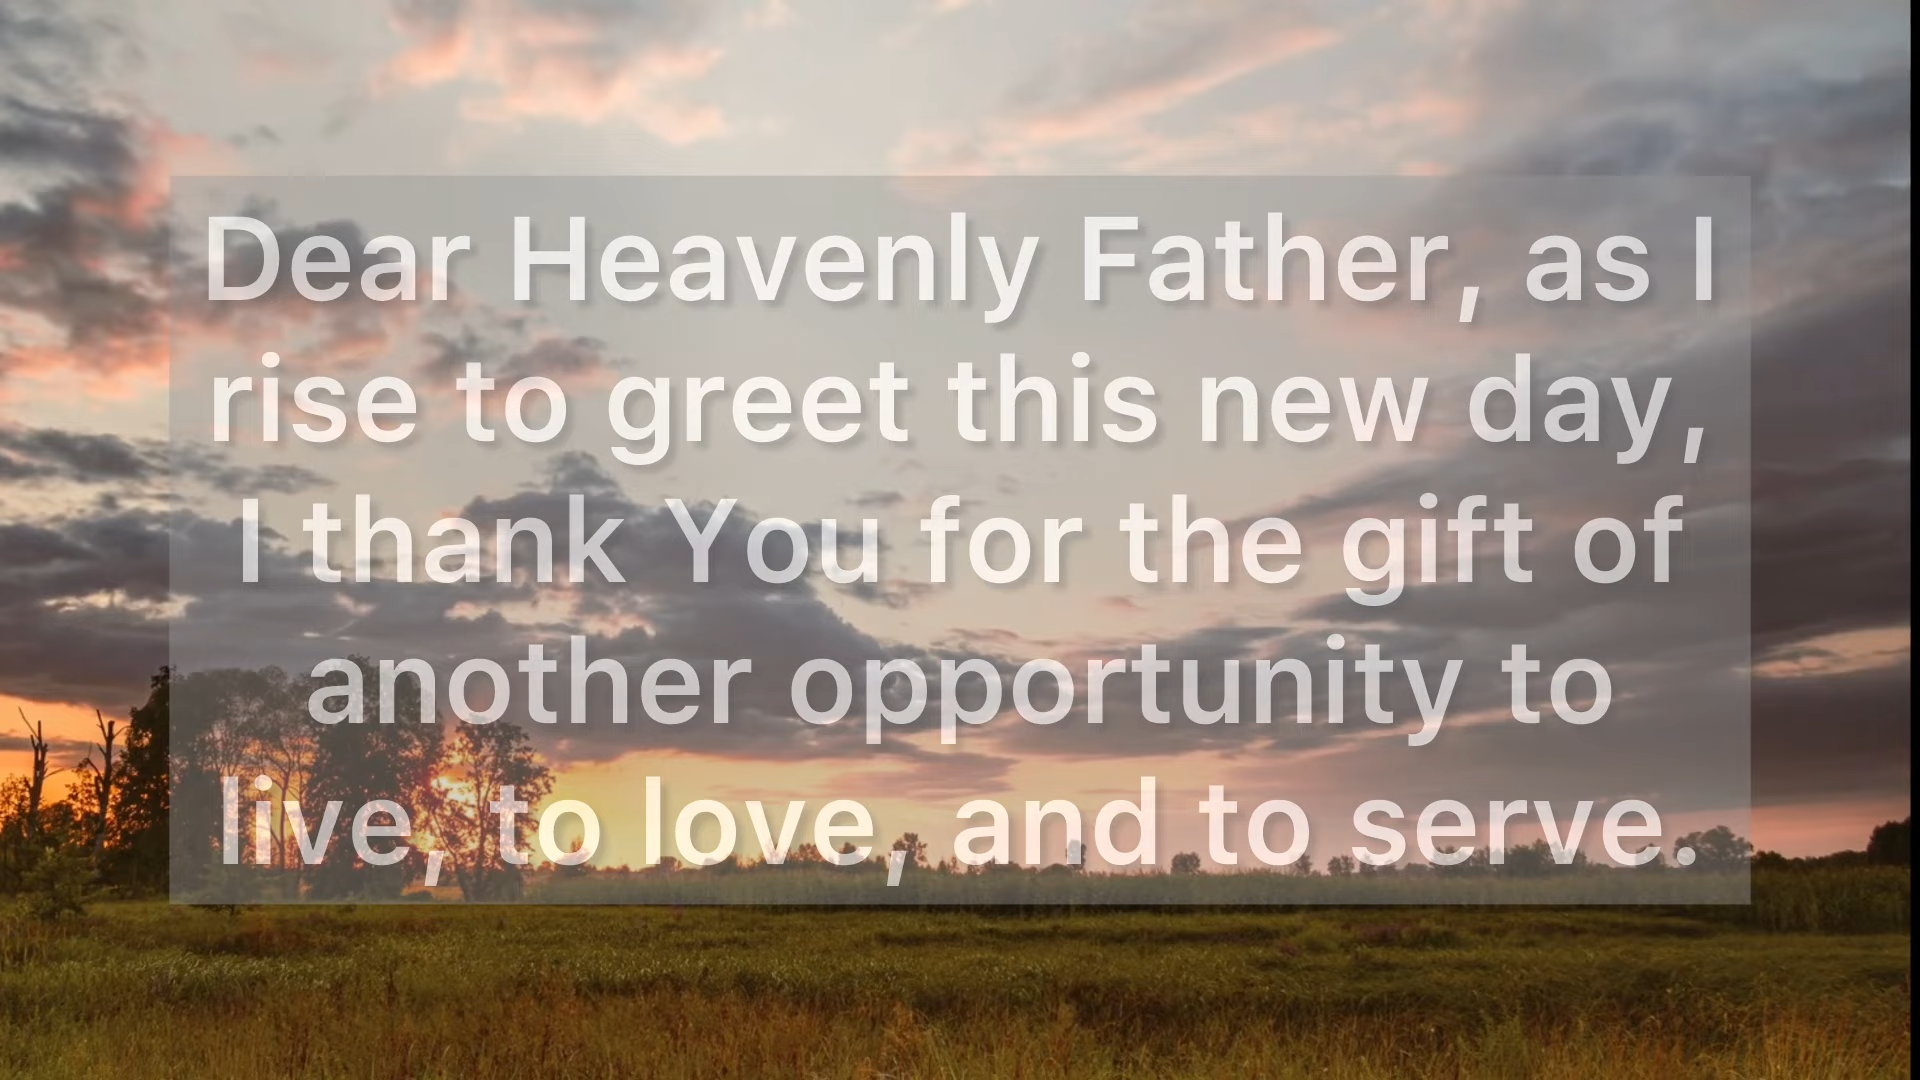 Dear Heavenly Father, as I
rise to greet this new day,
I thank You for the gift of
another opportunity to
live, to love, and to serve.